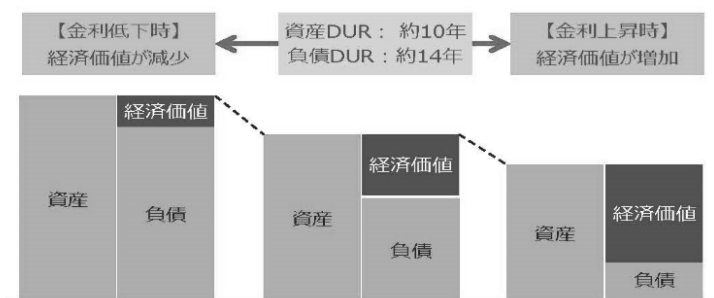 【金利低下時】
経済価値が減少
資産DUR： 約10年
負債DUR：約14年
【金利上昇時】
経済価値が増加
資産
経済価値
負債
資産
経済価値
負債
資産
経済価値
負債